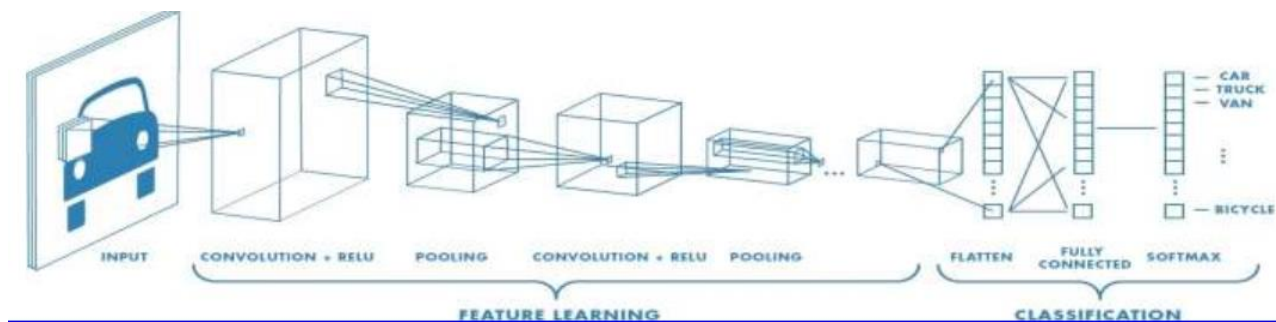 CAR
TRUCK
VAN
BICYCLE
INPUT
CONVOLUTION + RELU
POOLING
CONVOLUTION + RELU
POOLING
FLATTEN
FULLY
CONNECTED
SOFTMAX
FEATURE LEARNING
CLASSIFICATION